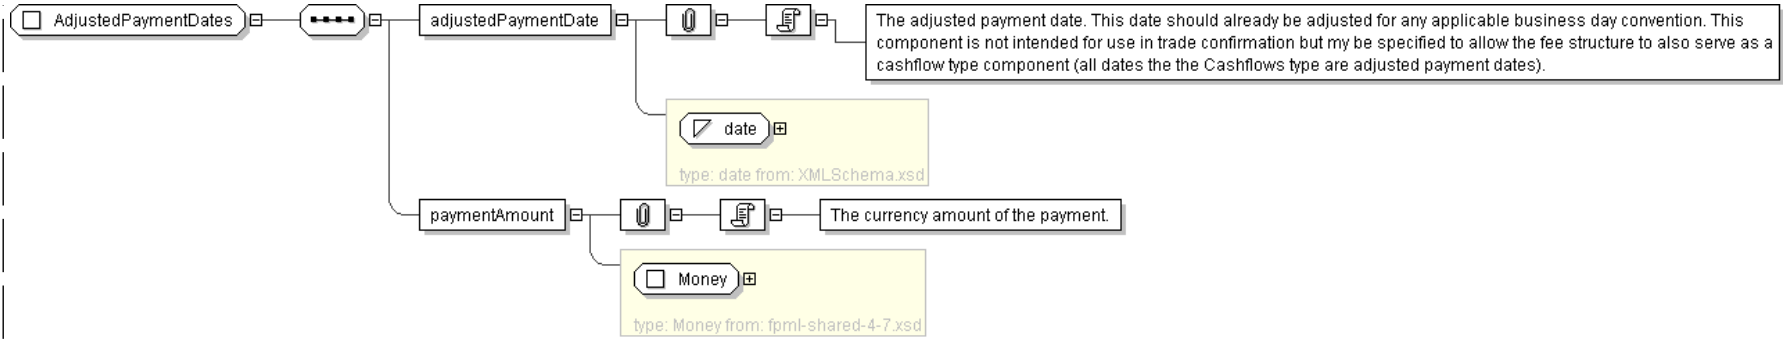 AdjustedPaymentDates
adjustedPaymentDate
The adjusted payment date. This date should already be adjusted for any applicable business day convention. This
component is not intended for use in trade confirmation but my be specified to allow the fee structure to also serve as a
cashflow type component (all dates the the Cashflows type are adjusted payment dates).
date
type: date from: XMLSchema.xsd
paymentAmount
The currency amount of the payment.
Money
type: Money from: fpml-shared-4-7.xsd